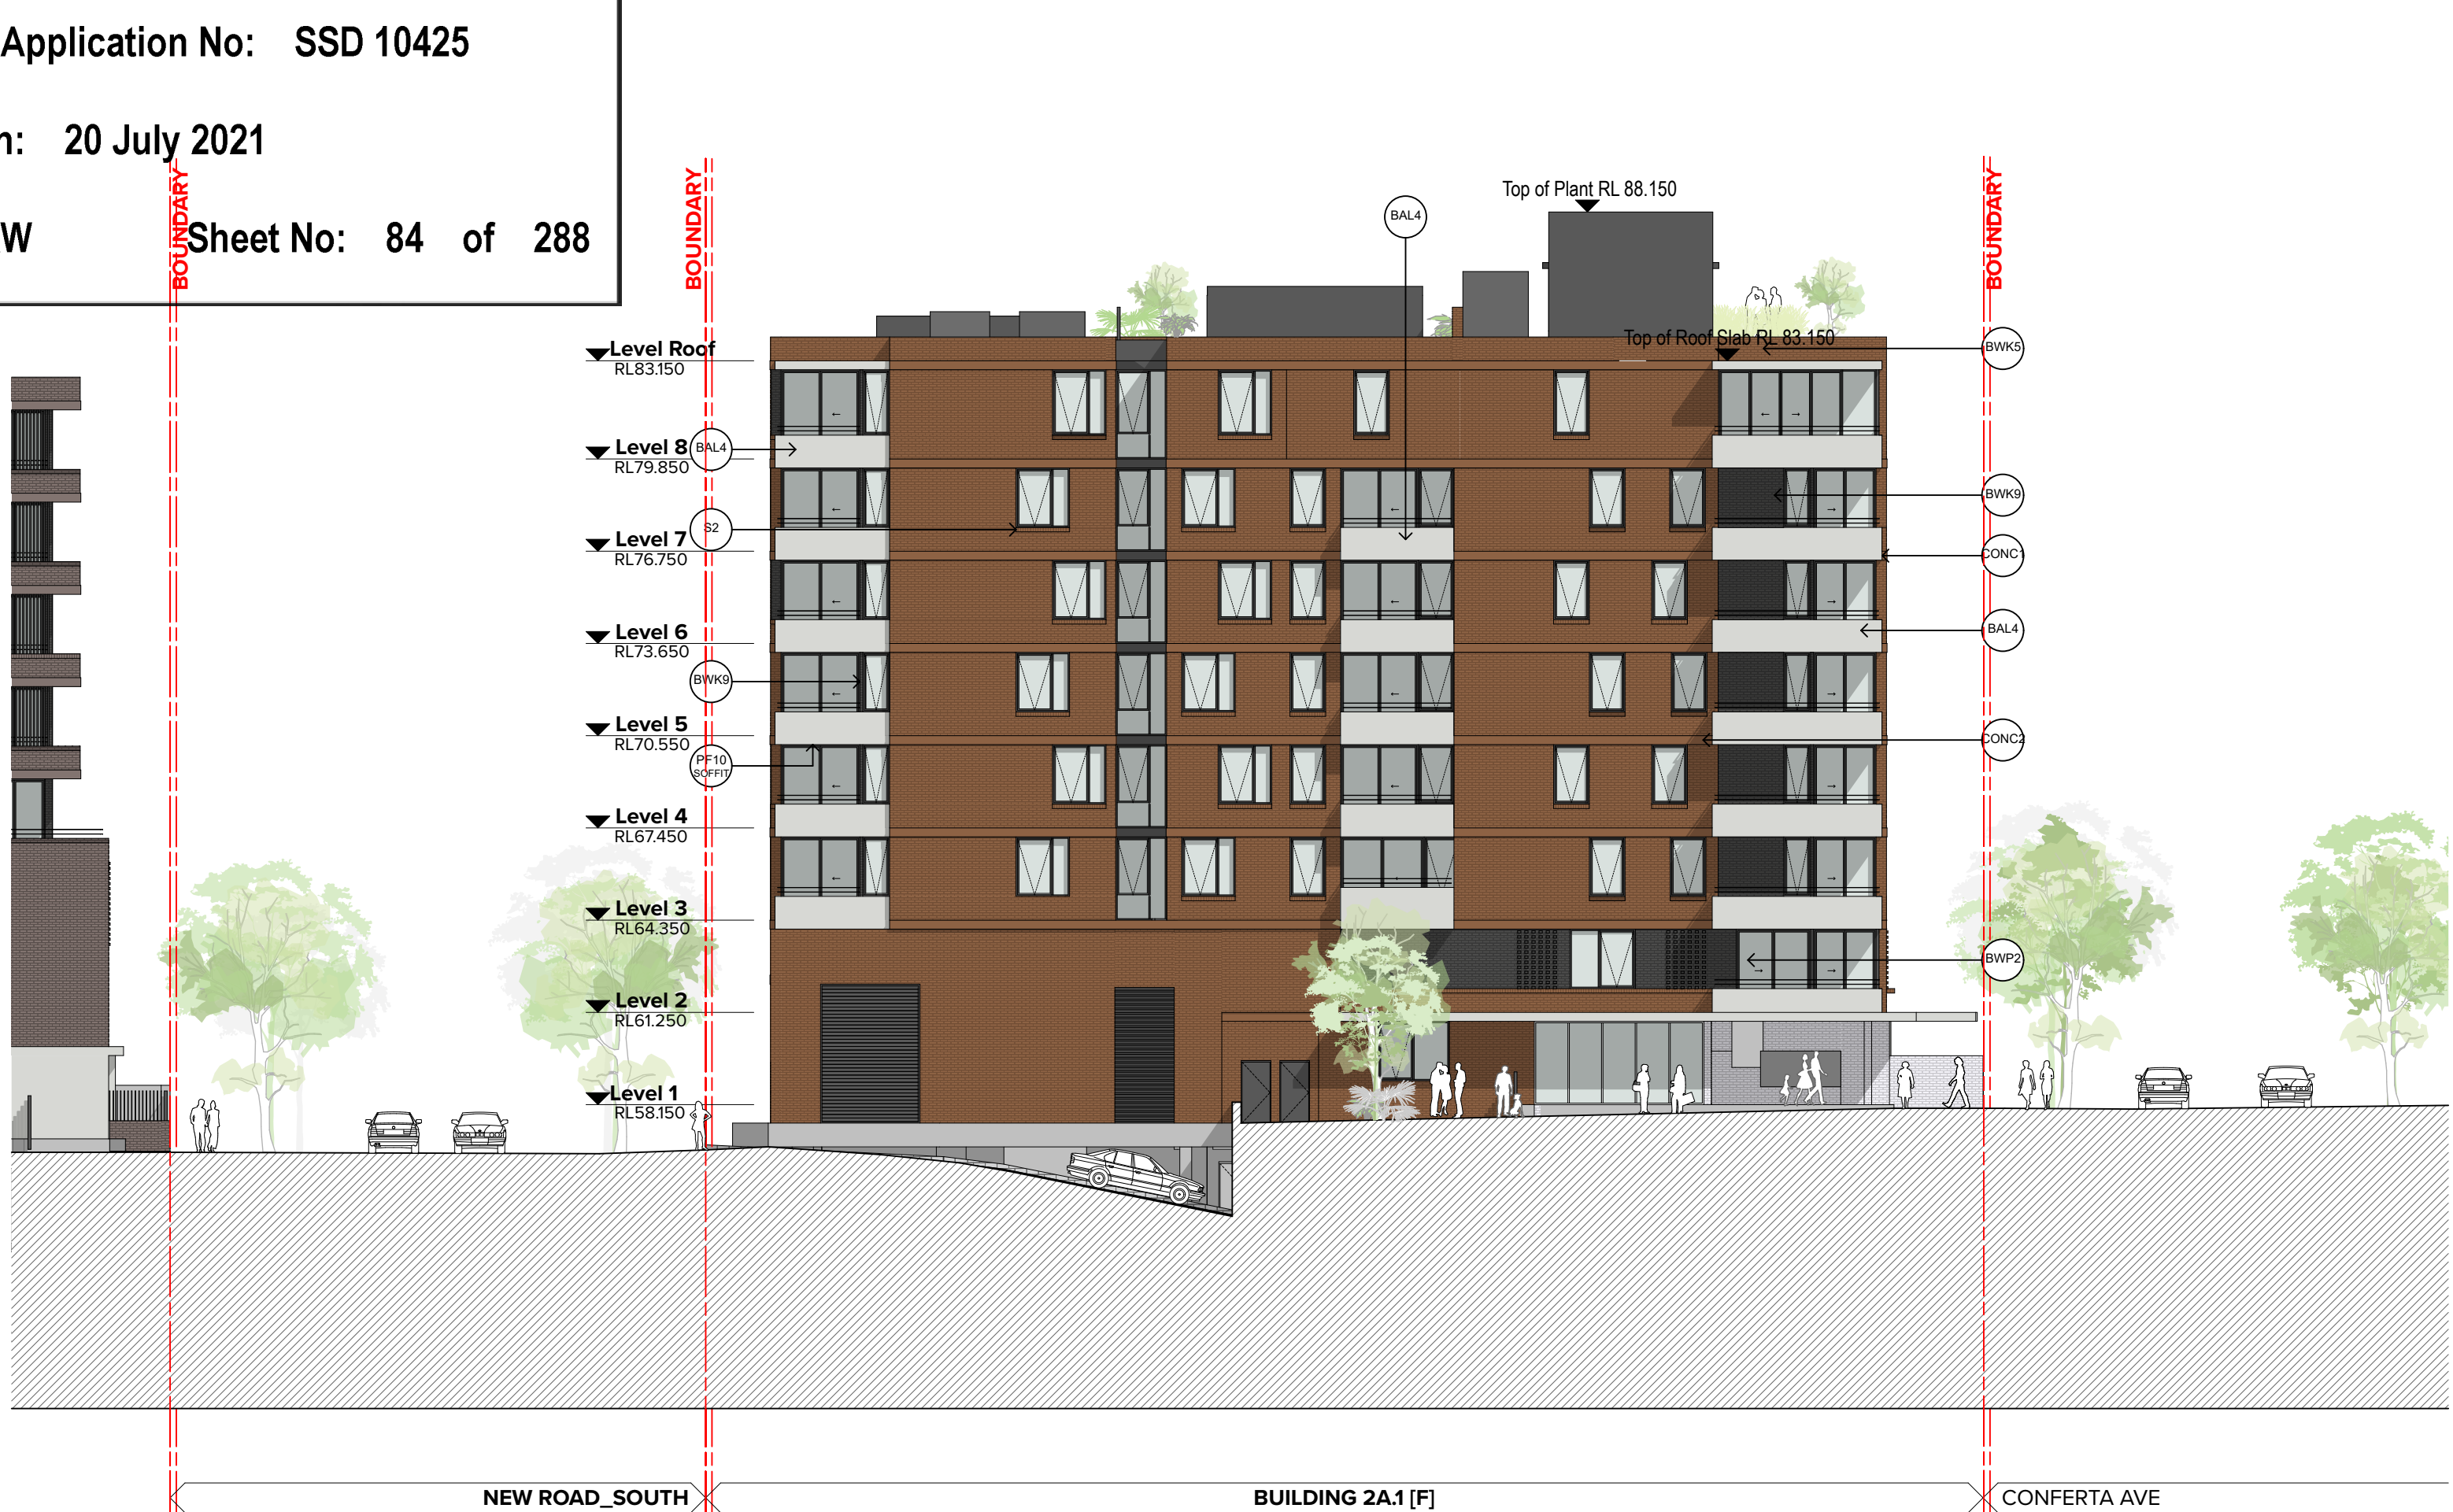 Application No: SSD 10425
n: 20 July 2021
W Sheet No: 84 of 288
BOUNDARY
BOUNDARY
BOUNDARY
Top of Plant RL 88.150
BAL4
Top of Roof Slab RL 83.150
BWK5
Level Roof
RL83.150
Level 8
RL79.850
BAL4
BWK9
S2
Level 7
RL76.750
CONC1
Level 6
RL73.650
BAL4
BWK9
Level 5
RL70.550
CONC2
PF10
SOFFIT
Level 4
RL67.450
Level 3
RL64.350
BWP2
Level 2
RL61.250
Level 1
RL58.150
NEW ROAD_SOUTH
BUILDING 2A.1 [F]
CONFERTA AVE